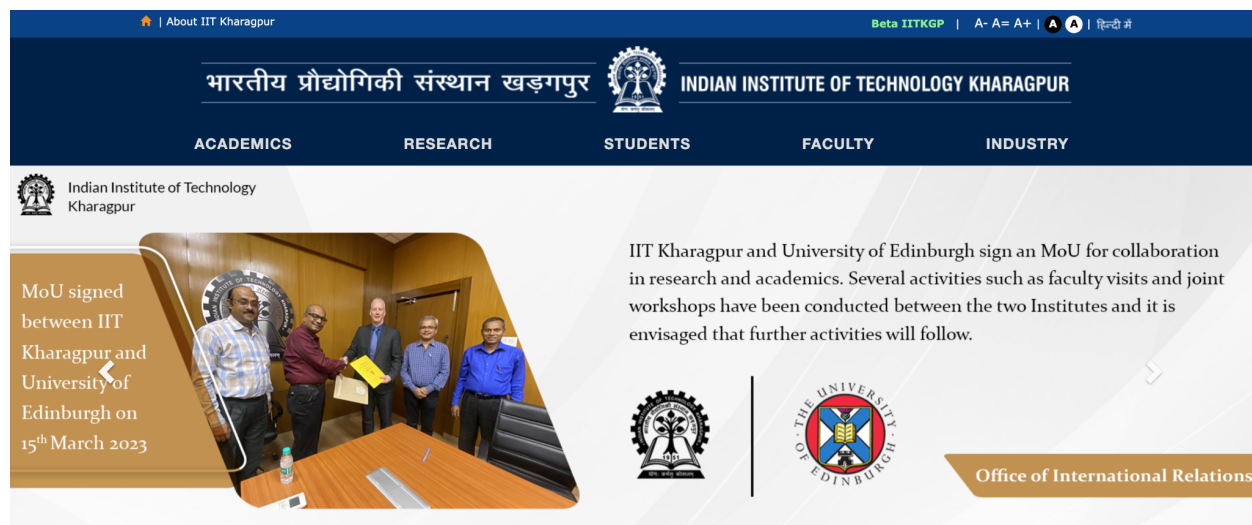 | About IIT Kharagpur
Beta IITKGP | A- A= A+ | A A | हिन्दी में
भारतीय प्रौद्योगिकी संस्थान खड़गपुर
INDIAN INSTITUTE OF TECHNOLOGY KHARAGPUR
ACADEMICS RESEARCH STUDENTS FACULTY INDUSTRY
Indian Institute of Technology
Kharagpur
MoU signed
between IIT
Kharagpur and
University of
Edinburgh on
15th March 2023
IIT Kharagpur and University of Edinburgh sign an MoU for collaboration
in research and academics. Several activities such as faculty visits and joint
workshops have been conducted between the two Institutes and it is
envisaged that further activities will follow.
1951
THE UNIVERSITY
OF EDINBURGH
Office of International Relations